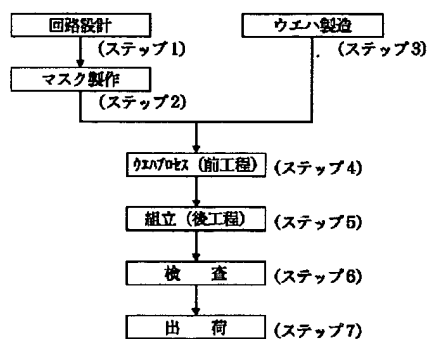 回路設計
(ステップ1)
ウエハ製造
(ステップ3)
マスク製作
(ステップ2)
ウエハプロセス(前工程)
(ステップ4)
組立(後工程)
(ステップ5)
検 査
(ステップ6)
出 荷
(ステップ7)